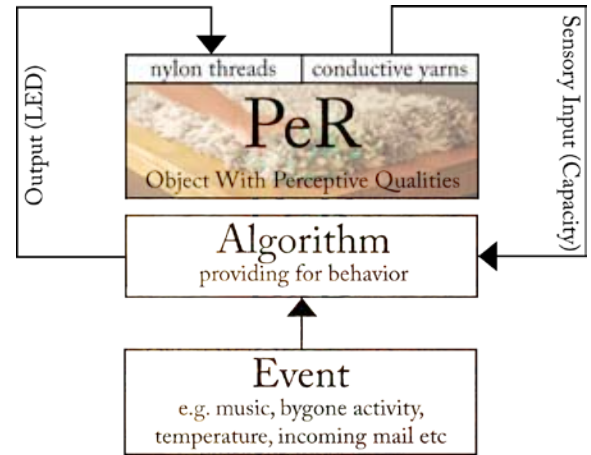 nylon threads
conductive yarns
PeR
Object With Perceptive Qualities
Output (LED)
Sensory Input (Capacity)
Algorithm
providing for behavior
Event
e.g. music, bygone activity,
temperature, incoming mail etc